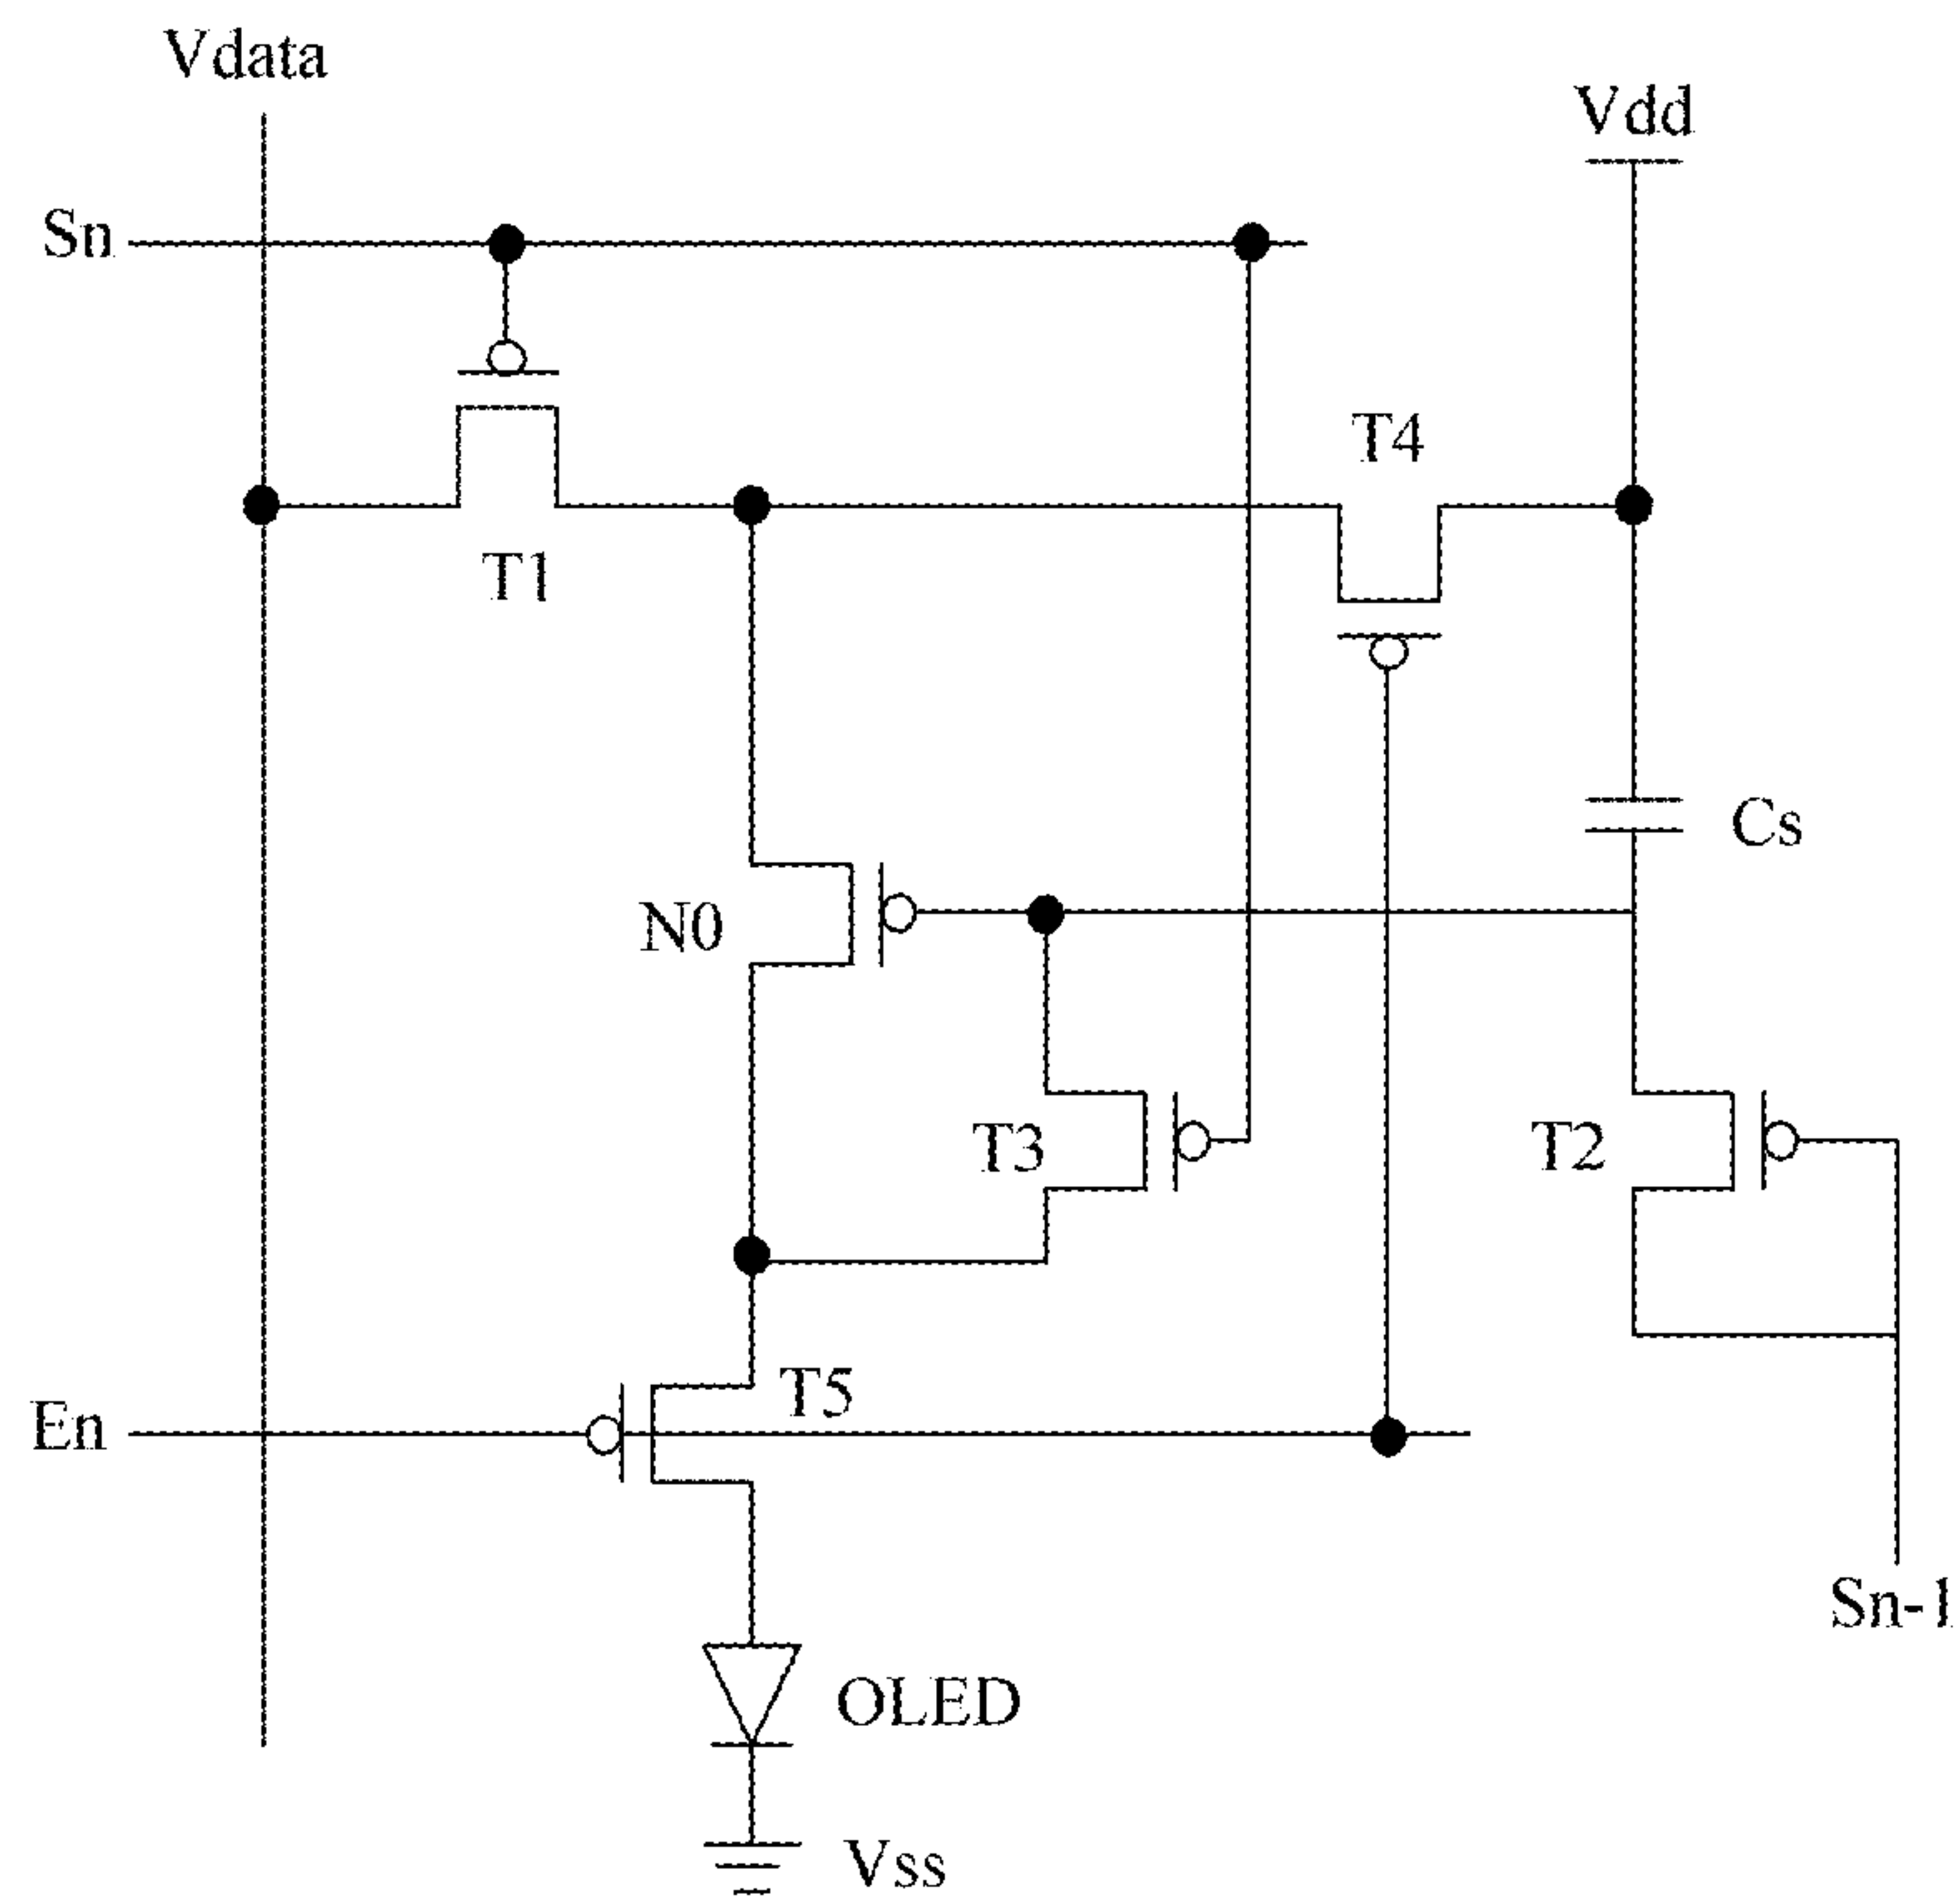 Vdata
Vdd
Sn
T4
T1
Cs
N0
T3
T2
T5
En
Sn-1
OLED
Vss